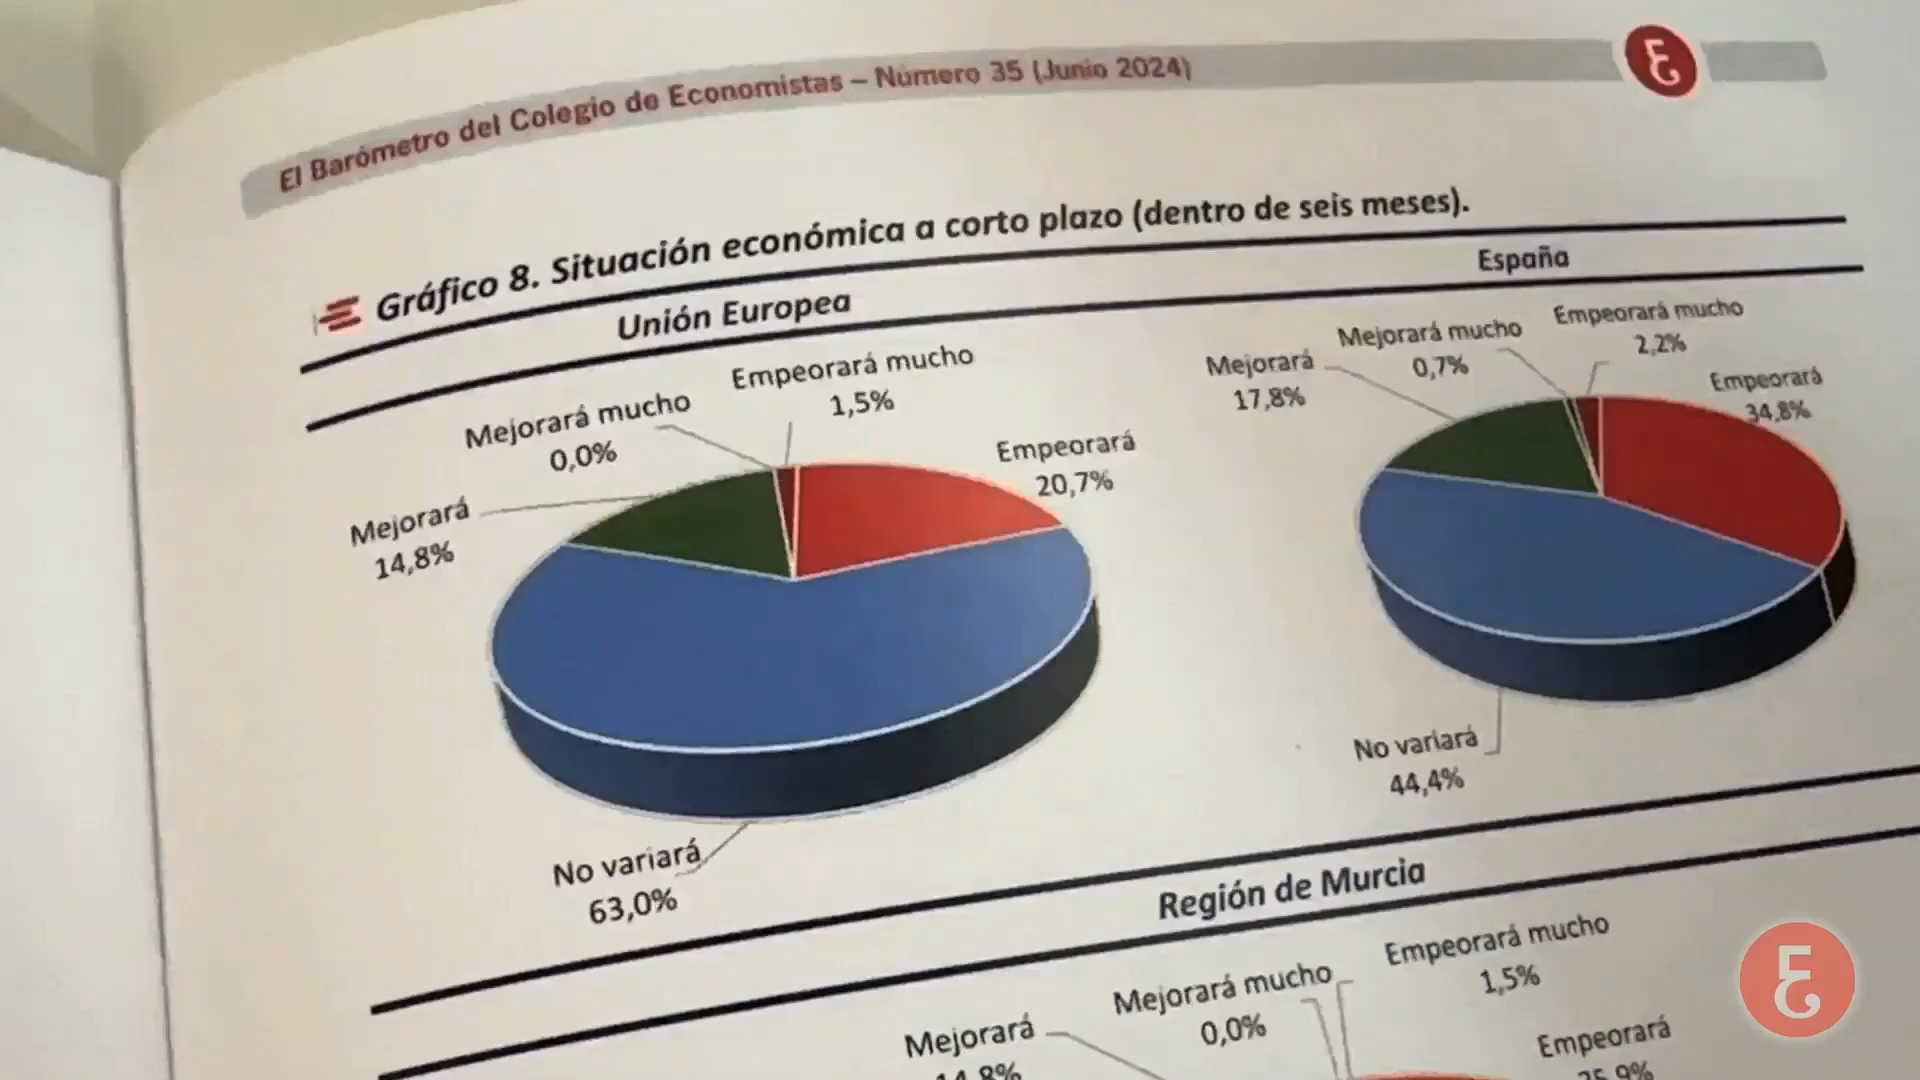 El Barómetro del Colegio de Economistas – Número 35 (Junio 2024)
Gráfico 8. Situación económica a corto plazo (dentro de seis meses).
Unión Europea
Mejorará mucho
0,0%
Empeorará mucho
1,5%
Empeorará
20,7%
Mejorará
14,8%
No variará
63,0%
España
Mejorará
17,8%
Mejorará mucho
0,7%
Empeorará mucho
2,2%
Empeorará
34,8%
No variará
44,4%
Región de Murcia
Mejorará
14,8%
Mejorará mucho
0,0%
Empeorará mucho
1,5%
Empeorará